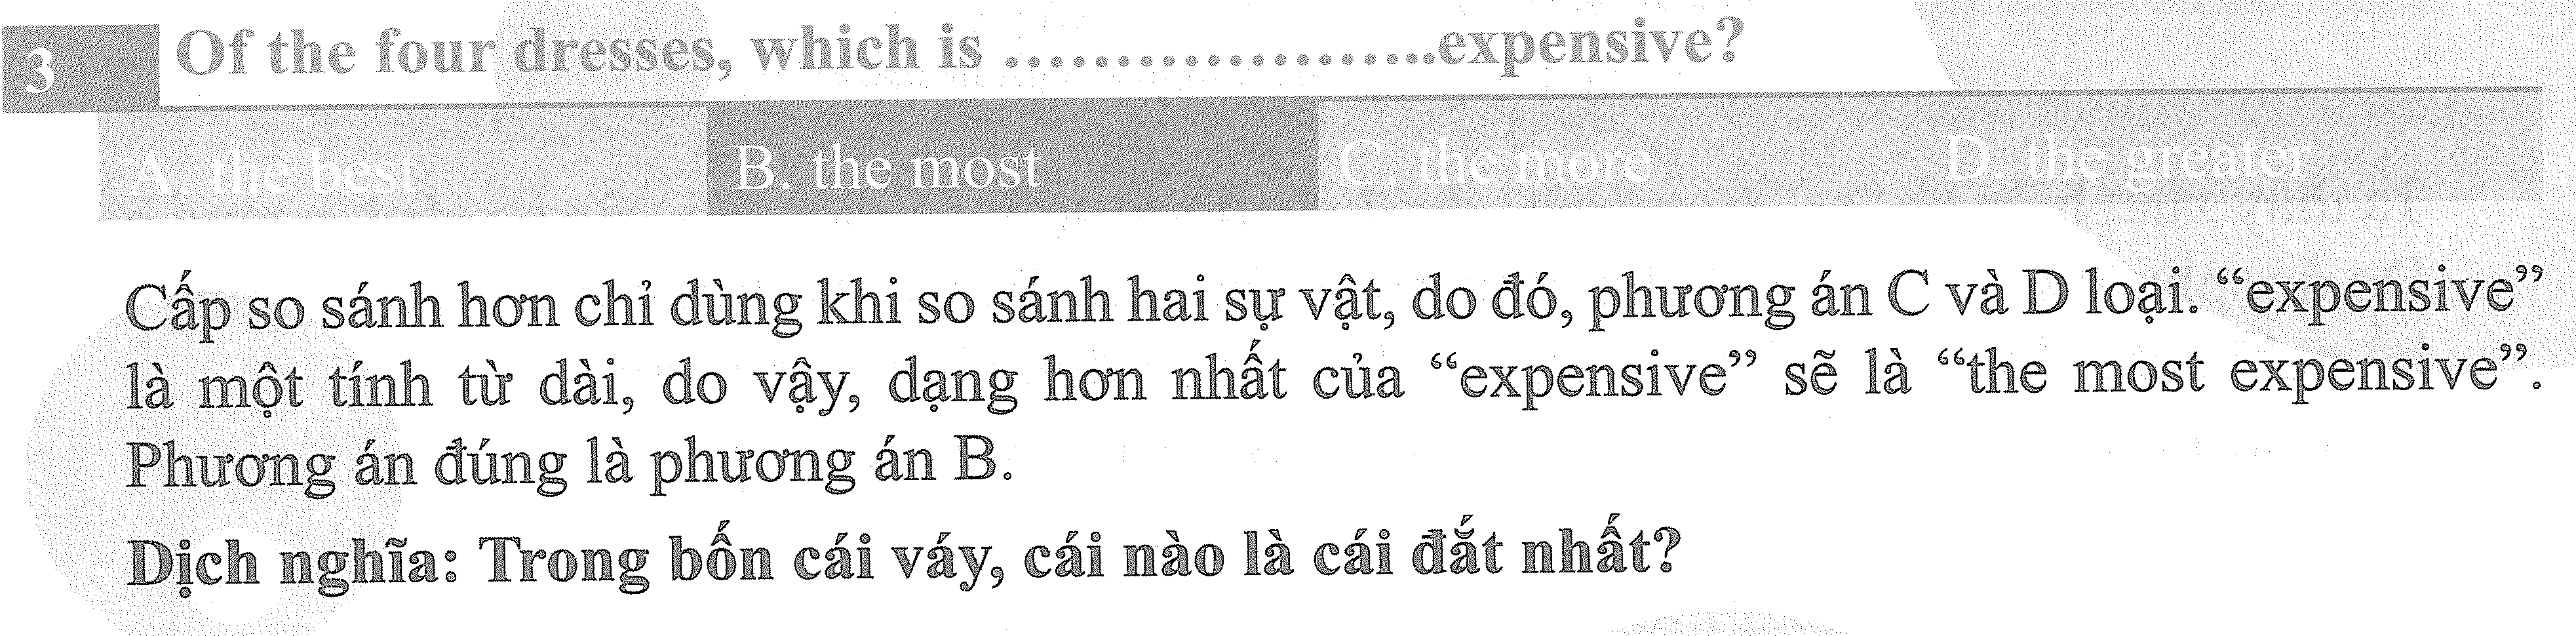 3 Of the four dresses, which is ....................expensive?
A. the best B. the most C. the more D. the greater
Cấp so sánh hơn chỉ dùng khi so sánh hai sự vật, do đó, phương án C và D loại. “expensive”
là một tính từ dài, do vậy, dạng hơn nhất của “expensive” sẽ là “the most expensive”.
Phương án đúng là phương án B.
Dịch nghĩa: Trong bốn cái váy, cái nào là cái đắt nhất?